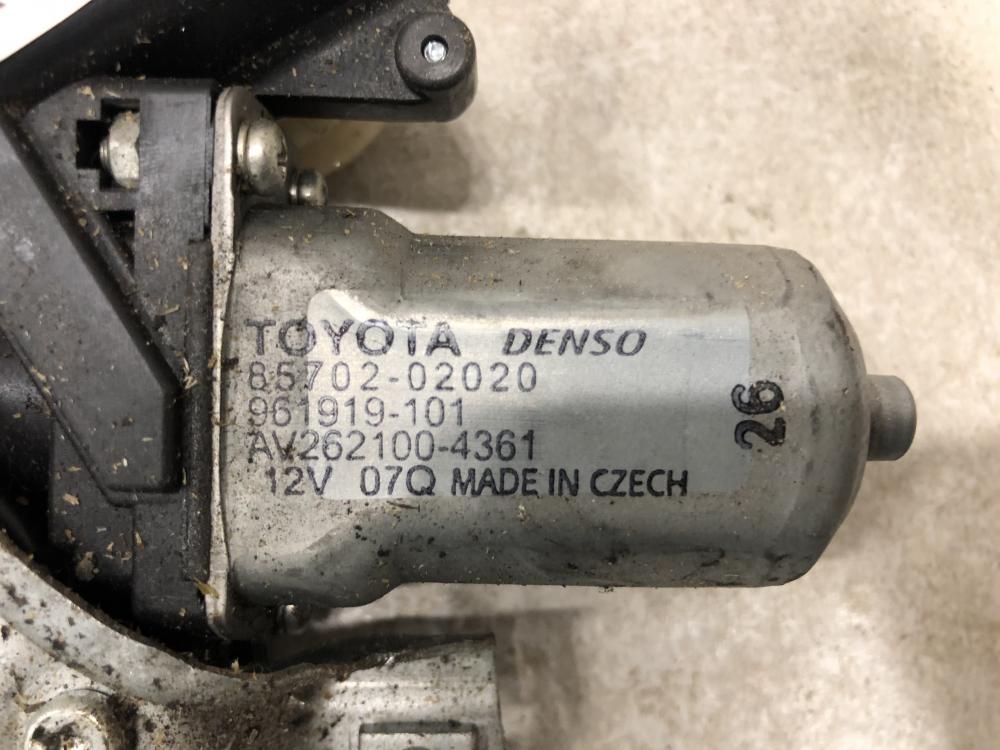 TOYOTA DENSO
85702-02020
961919-101
AV262100-4361
12V 07Q MADE IN CZECH
26